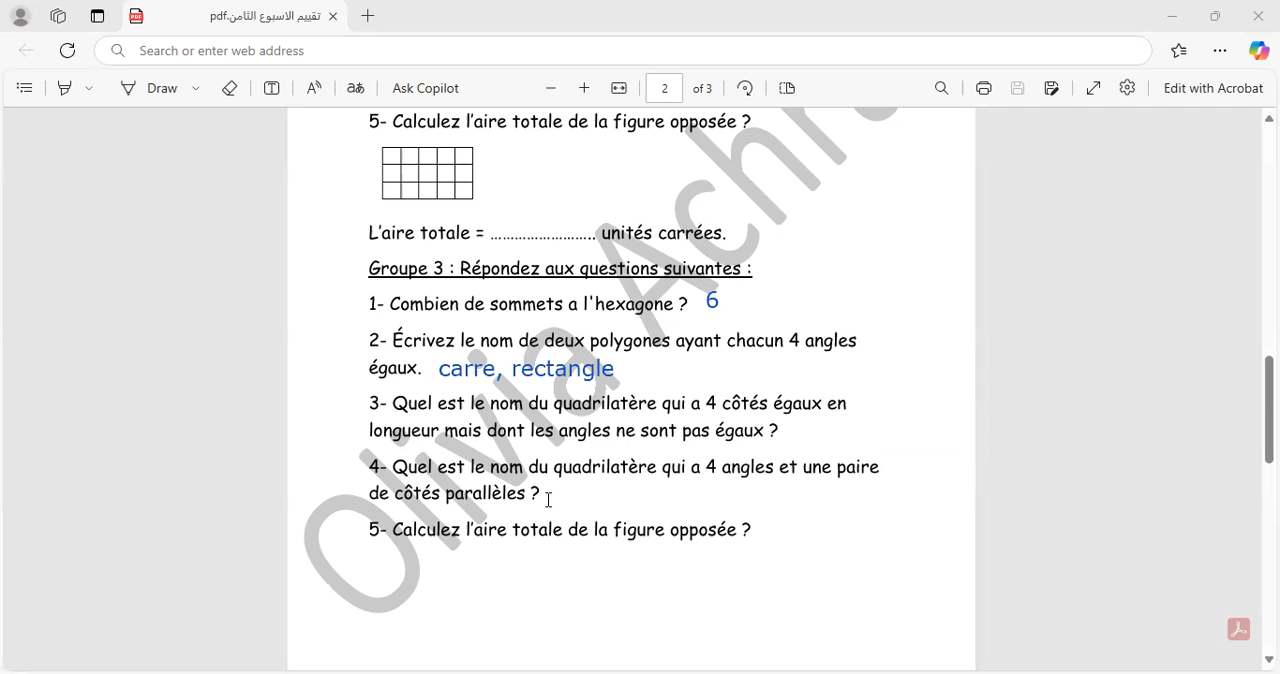 تقييم الاسبوع الثامن.pdf
Search or enter web address
Draw
aあ
Ask Copilot
2
of 3
Edit with Acrobat
5- Calculez l'aire totale de la figure opposée ?
L'aire totale = ............................ unités carrées.
Groupe 3 : Répondez aux questions suivantes :
1- Combien de sommets a l'hexagone ? 6
2- Écrivez le nom de deux polygones ayant chacun 4 angles
égaux. carre, rectangle
3- Quel est le nom du quadrilatère qui a 4 côtés égaux en
longueur mais dont les angles ne sont pas égaux ?
4- Quel est le nom du quadrilatère qui a 4 angles et une paire
de côtés parallèles ?
5- Calculez l'aire totale de la figure opposée ?
Olivia Achra